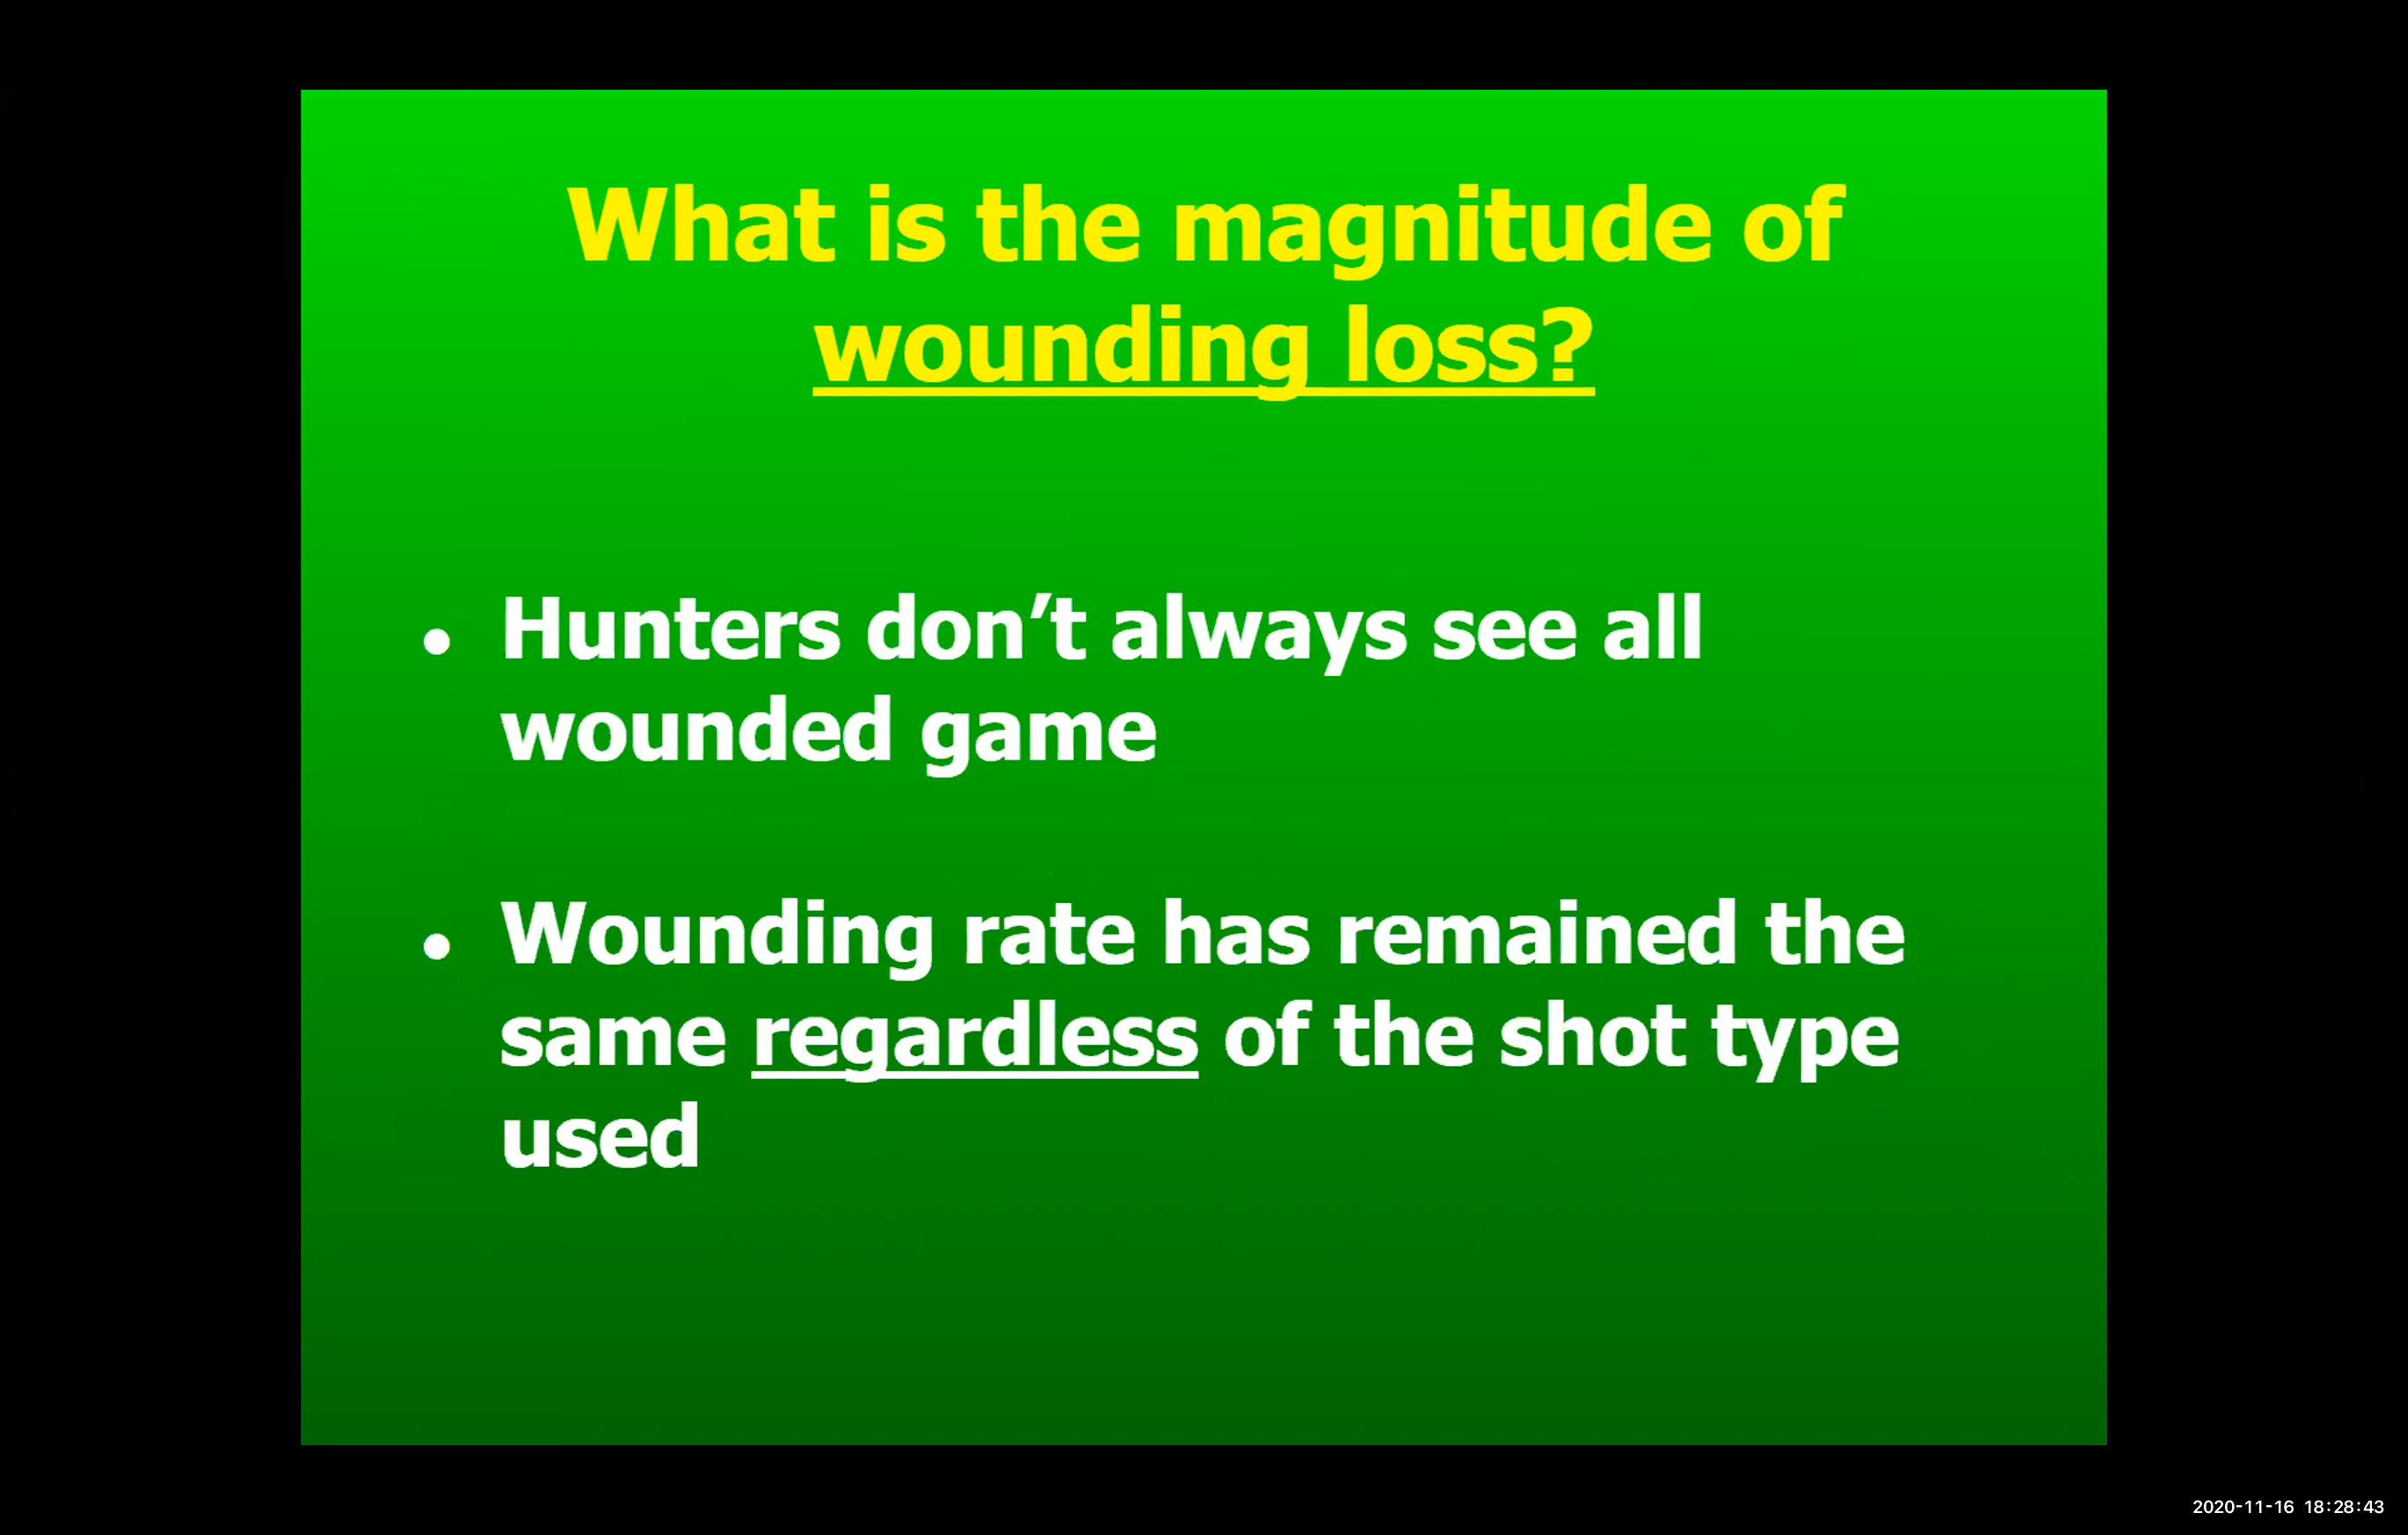 What is the magnitude of
wounding loss?
• Hunters don’t always see all
wounded game
• Wounding rate has remained the
same regardless of the shot type
used
2020-11-16 18:28:43